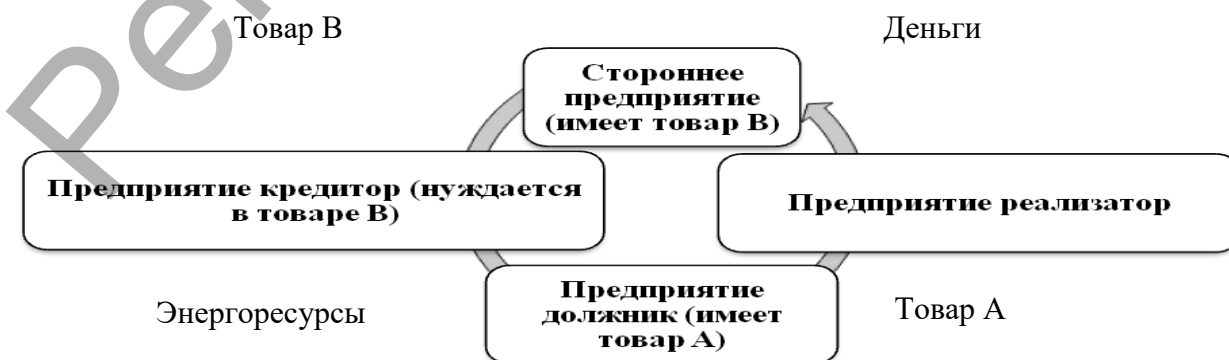 Товар В
Деньги
Стороннее
предприятие
(имеет товар В)
Предприятие кредитор (нуждается
в товаре В)
Предприятие реализатор
Предприятие
должник (имеет
товар А)
Энергоресурсы
Товар А